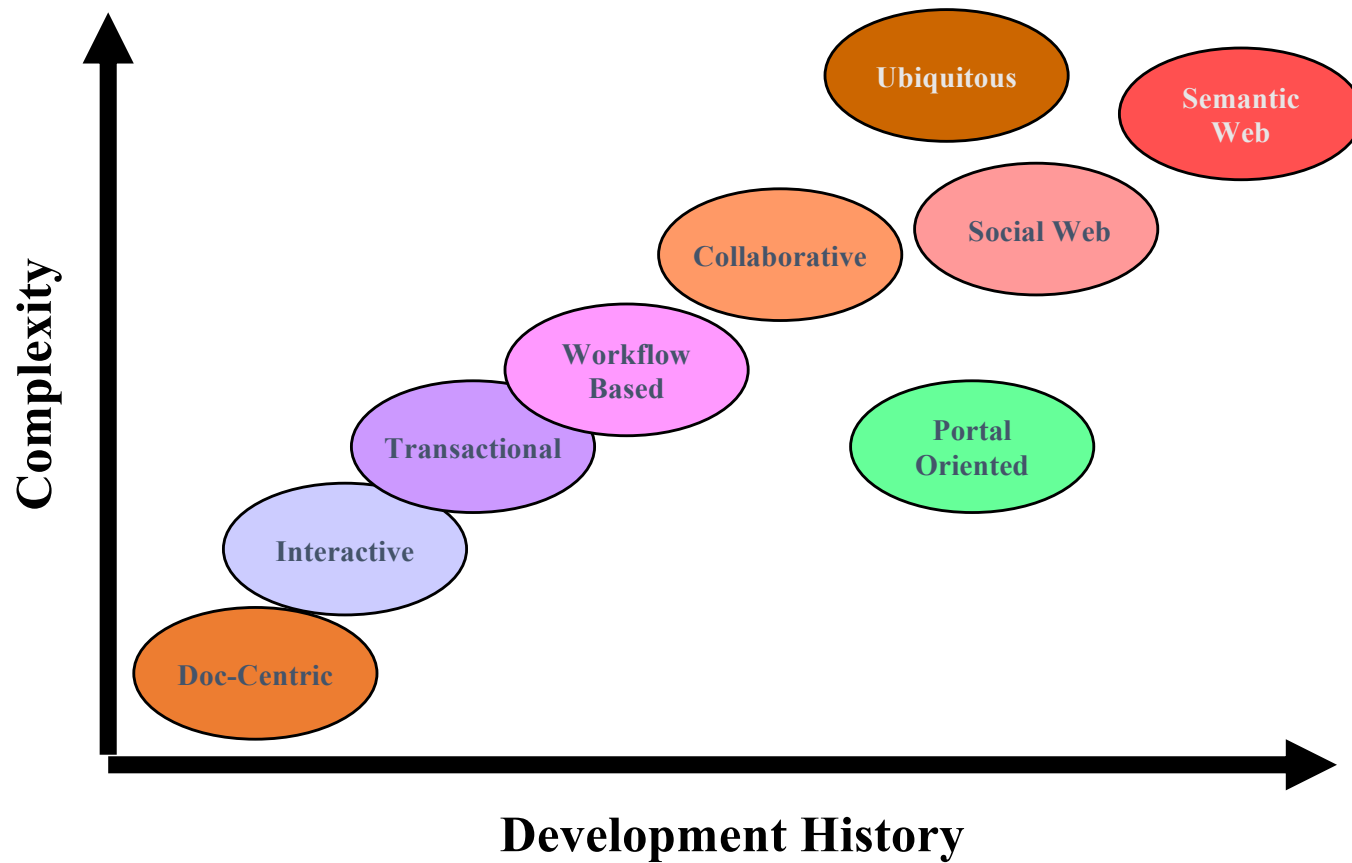 Ubiquitous
Semantic
Web
Social Web
Collaborative
Workflow
Based
Portal
Oriented
Transactional
Interactive
Doc-Centric
Complexity
Development History